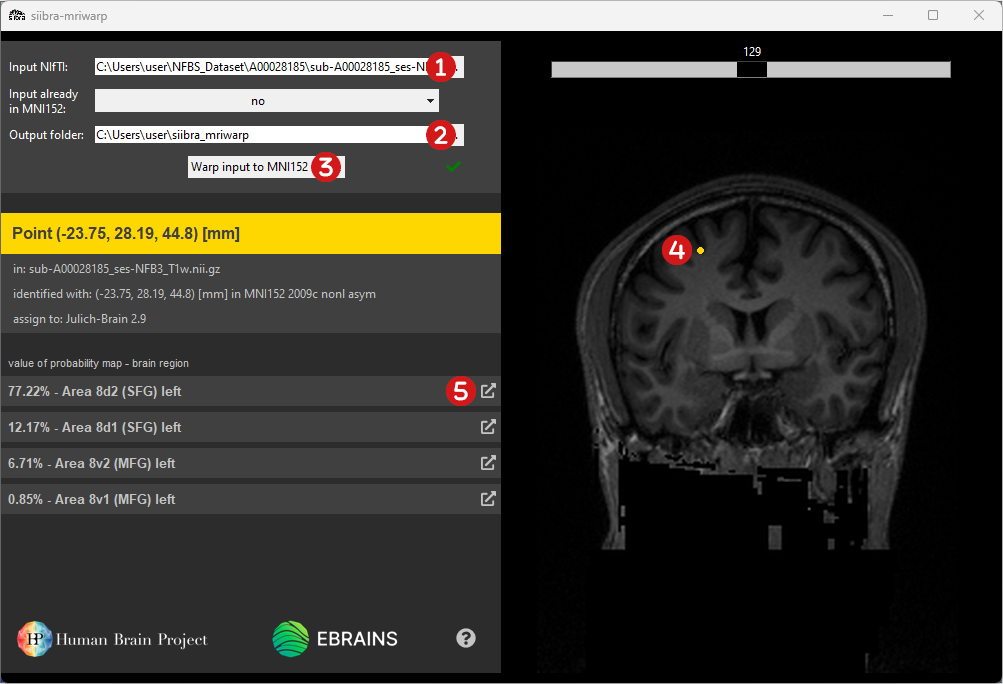 siibra-mriwarp
129
Input NIfTI: C:\Users\user\NFBS_Dataset\A00028185\sub-A00028185_ses-NF 1 .
Input already
in MNI152: no
Output folder: C:\Users\user\siibra_mriwarp 2 .
Warp input to MNI152 3
Point (-23.75, 28.19, 44.8) [mm]
4
in: sub-A00028185_ses-NFB3_T1w.nii.gz
identified with: (-23.75, 28.19, 44.8) [mm] in MNI152 2009c nonl asym
assign to: Julich-Brain 2.9
value of probability map - brain region
77.22% - Area 8d2 (SFG) left 5
12.17% - Area 8d1 (SFG) left
6.71% - Area 8v2 (MFG) left
0.85% - Area 8v1 (MFG) left
HP Human Brain Project EBRAINS ?